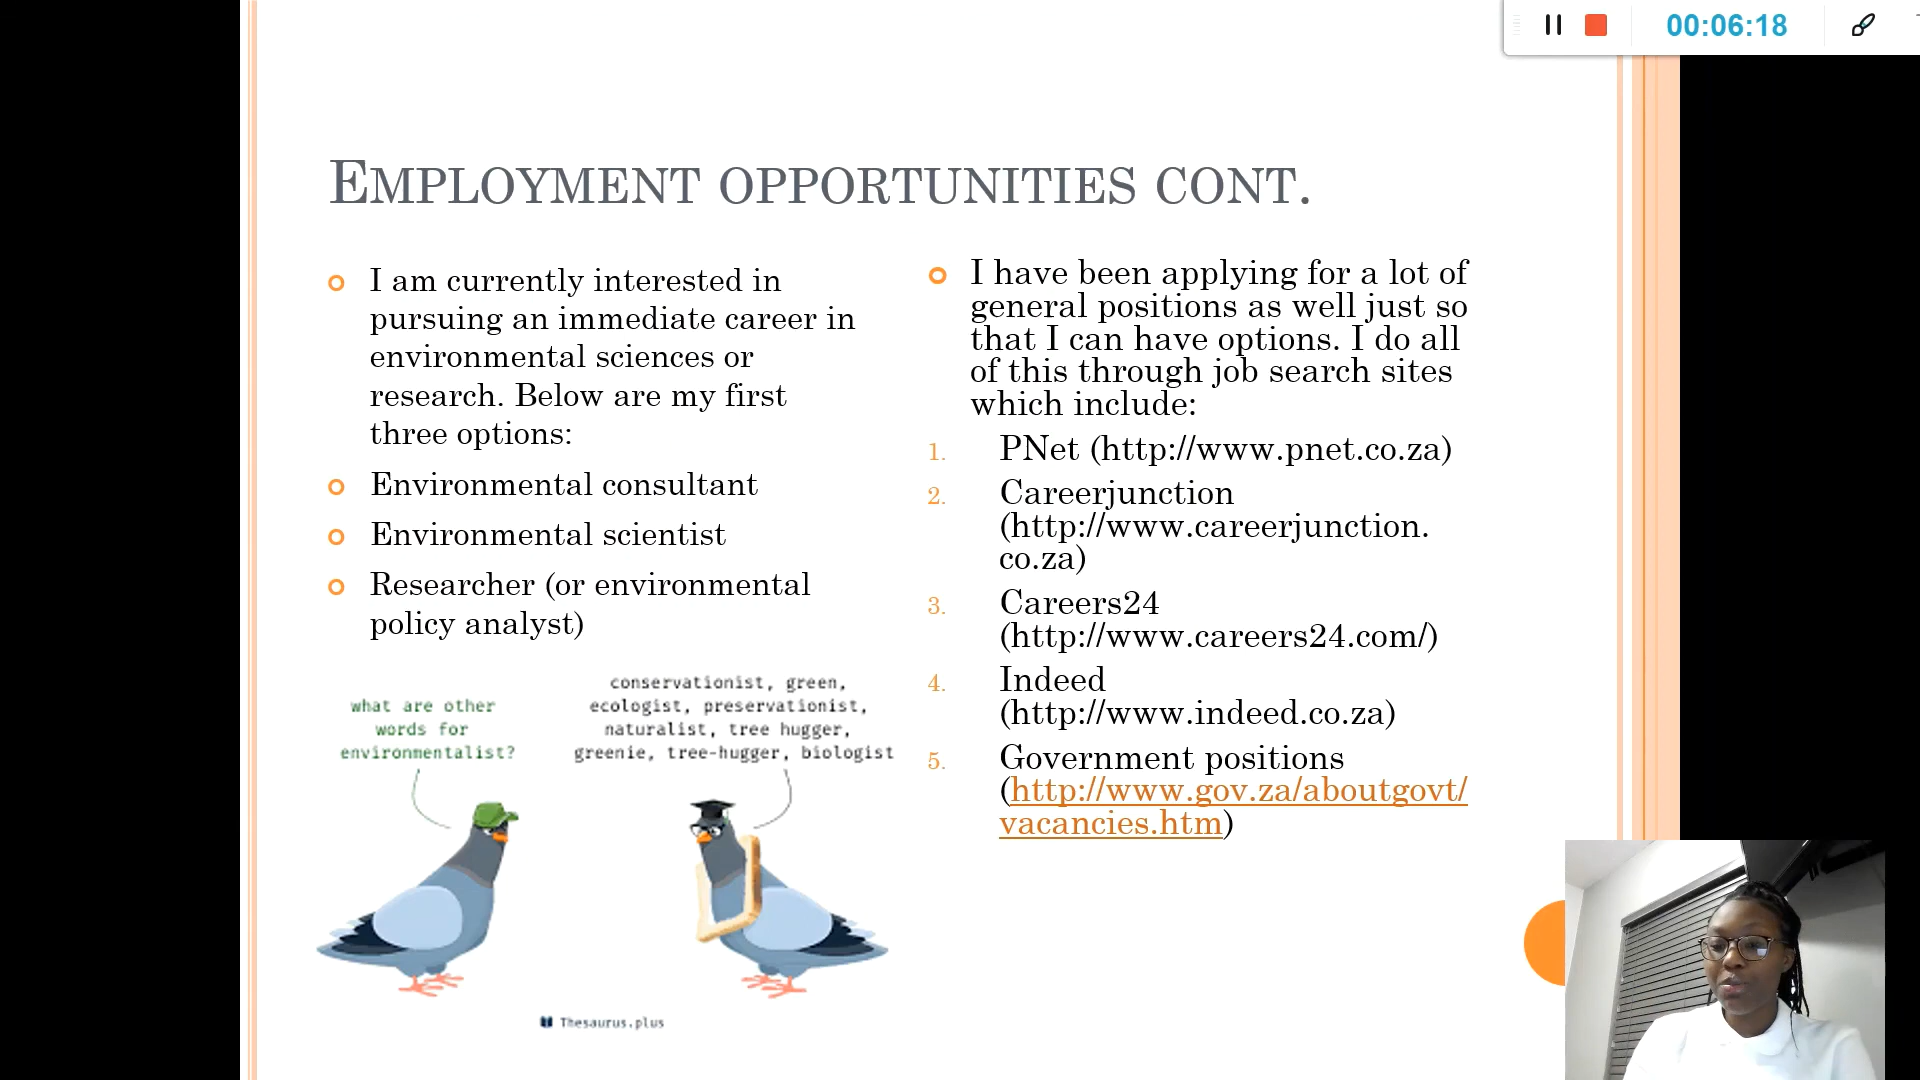 00:06:18
EMPLOYMENT OPPORTUNITIES CONT.
I am currently interested in
pursuing an immediate career in
environmental sciences or
research. Below are my first
three options:
Environmental consultant
Environmental scientist
Researcher (or environmental
policy analyst)
what are other
words for
environmentalist?
conservationist, green,
ecologist, preservationist,
naturalist, tree hugger,
greenie, tree-hugger, biologist
Thesaurus.plus
I have been applying for a lot of
general positions as well just so
that I can have options. I do all
of this through job search sites
which include:
1. PNet (http://www.pnet.co.za)
2. Careerjunction
(http://www.careerjunction.
co.za)
3. Careers24
(http://www.careers24.com/)
4. Indeed
(http://www.indeed.co.za)
5. Government positions
(http://www.gov.za/aboutgovt/
vacancies.htm)